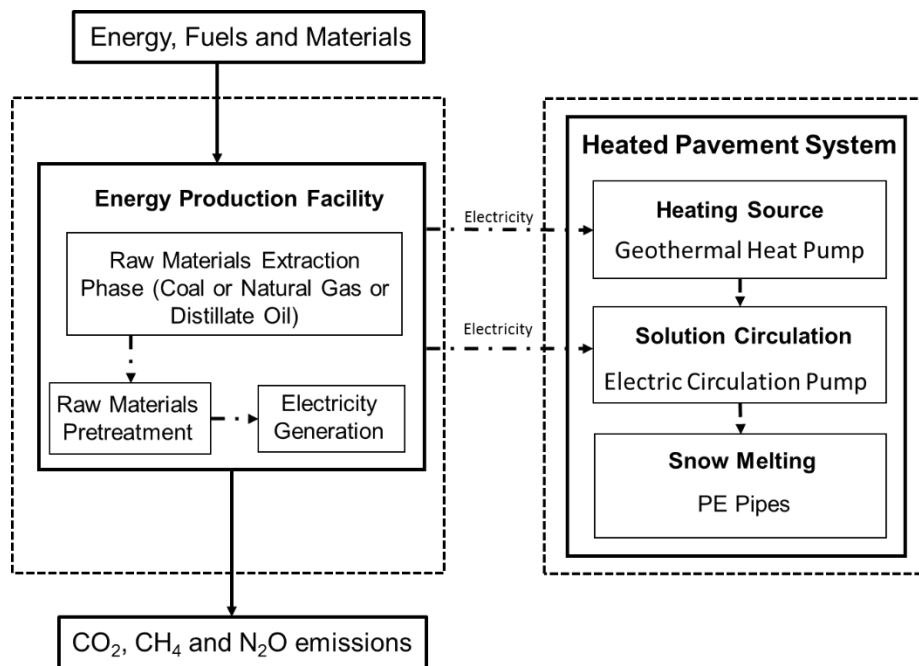 Energy, Fuels and Materials
Energy Production Facility
Raw Materials Extraction
Phase (Coal or Natural Gas or
Distillate Oil)
Raw Materials
Pretreatment
Electricity
Generation
CO₂, CH₄ and N₂O emissions
Electricity
Electricity
Heated Pavement System
Heating Source
Geothermal Heat Pump
Solution Circulation
Electric Circulation Pump
Snow Melting
PE Pipes